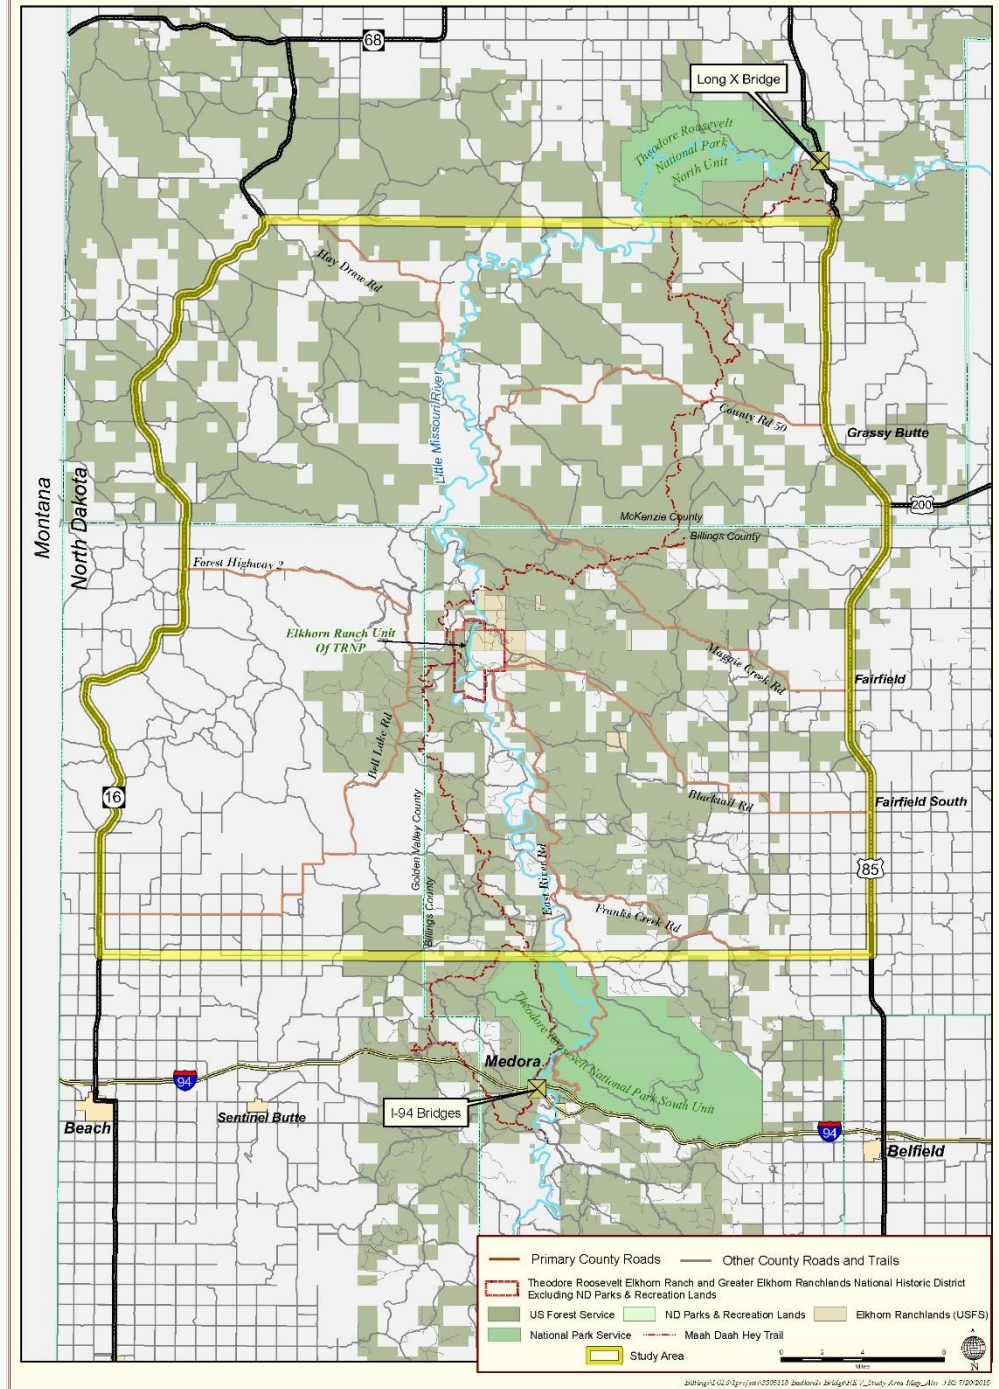 68
Long X Bridge
Theodore Roosevelt
National Park
North Unit
Hay Draw Rd
Little Missouri River
County Rd 50
Grassy Butte
200
Montana
North Dakota
McKenzie County
Billings County
Forest Highway 2
Elkhorn Ranch Unit
Of TRNP
Magpie Creek Rd
Fairfield
Bell Lake Rd
16
Blacktail Rd
Fairfield South
Golden Valley County
Billings County
East River Rd
85
Franks Creek Rd
Theodore Roosevelt National Park South Unit
Medora
94
I-94 Bridges
Beach
Sentinel Butte
94
Belfield
Primary County Roads
Other County Roads and Trails
Theodore Roosevelt Elkhorn Ranch and Greater Elkhorn Ranchlands National Historic District
Excluding ND Parks & Recreation Lands
US Forest Service
ND Parks & Recreation Lands
Elkhorn Ranchlands (USFS)
National Park Service
Maah Daah Hey Trail
Study Area
0 2 4 8
Miles
7/20/2015